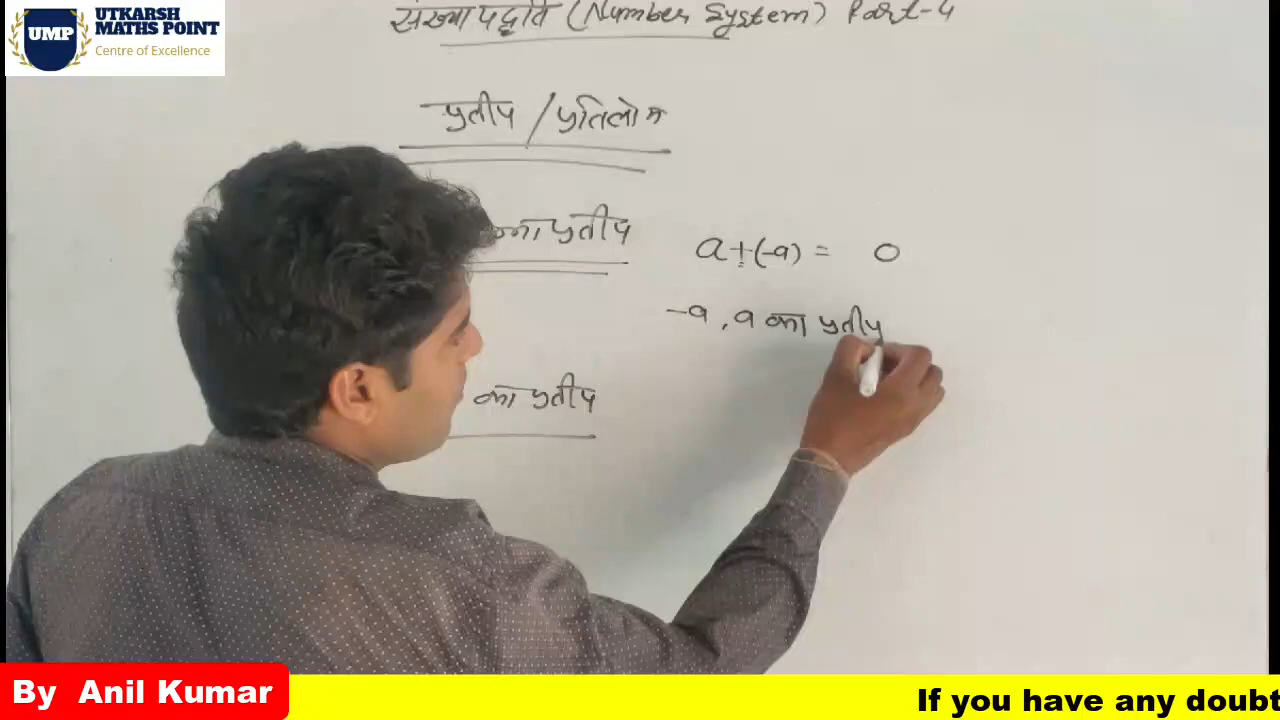 UTKARSH
MATHS POINT
UMP
Centre of Excellence
संख्या पद्धति (Number System) Part-4
प्रतीप / प्रतिलोम
का प्रतीप
a+(-a) = 0
-a , a का प्रतीप
का प्रतीप
By Anil Kumar
If you have any doubt